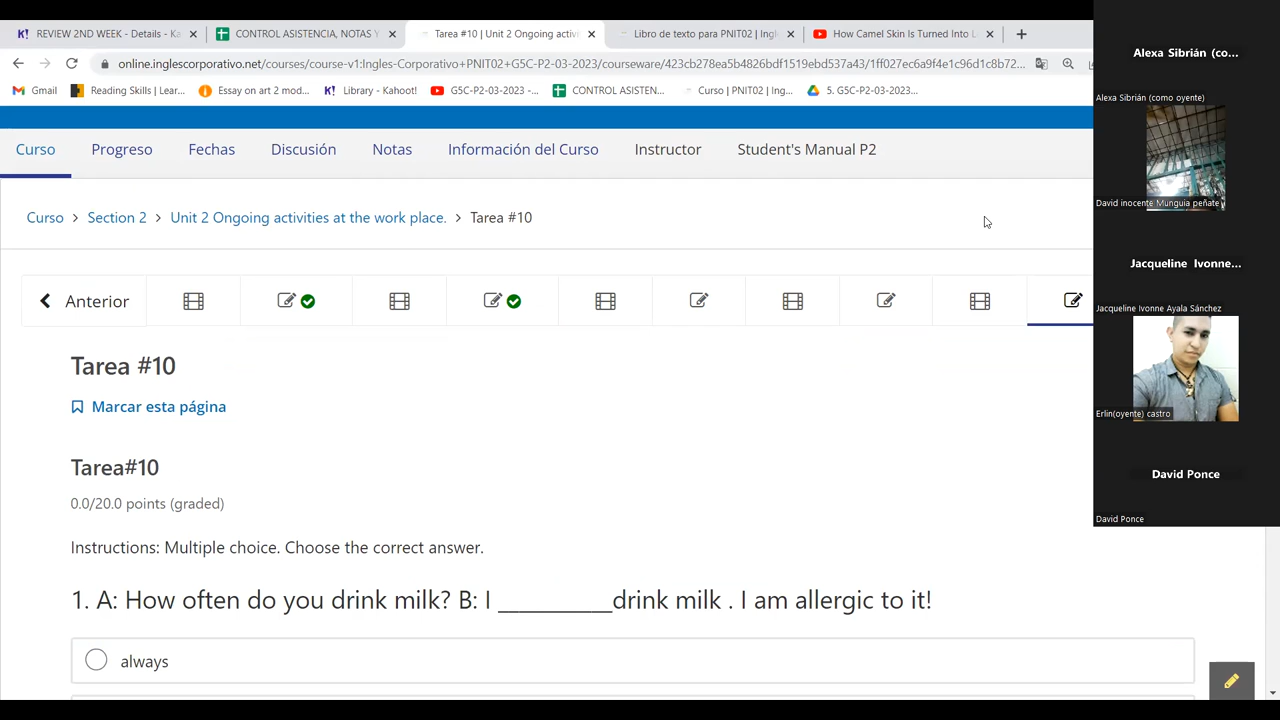 REVIEW 2ND WEEK - Details - Ka
CONTROL ASISTENCIA, NOTAS Y
Tarea #10 | Unit 2 Ongoing activi
Libro de texto para PNIT02 | Ingl
How Camel Skin Is Turned Into L
online.inglescorporativo.net/courses/course-v1:Ingles-Corporativo+PNIT02+G5C-P2-03-2023/courseware/423cb278ea5b4826bdf1519ebd537a43/1ff027ec6a9f4e1c96d1c8b72...
Gmail
Reading Skills | Lear...
Essay on art 2 mod...
Library - Kahoot!
G5C-P2-03-2023 -...
CONTROL ASISTEN...
Curso | PNIT02 | Ing...
5. G5C-P2-03-2023...
Curso
Progreso
Fechas
Discusión
Notas
Información del Curso
Instructor
Student's Manual P2
Curso > Section 2 > Unit 2 Ongoing activities at the work place. > Tarea #10
Anterior
Tarea #10
Marcar esta página
Tarea#10
0.0/20.0 points (graded)
Instructions: Multiple choice. Choose the correct answer.
1. A: How often do you drink milk? B: I __________drink milk . I am allergic to it!
always
Alexa Sibrián (co...
Alexa Sibrián (como oyente)
David inocente Munguia peñate
Jacqueline Ivonne...
Jacqueline Ivonne Ayala Sánchez
Erlin(oyente) castro
David Ponce
David Ponce